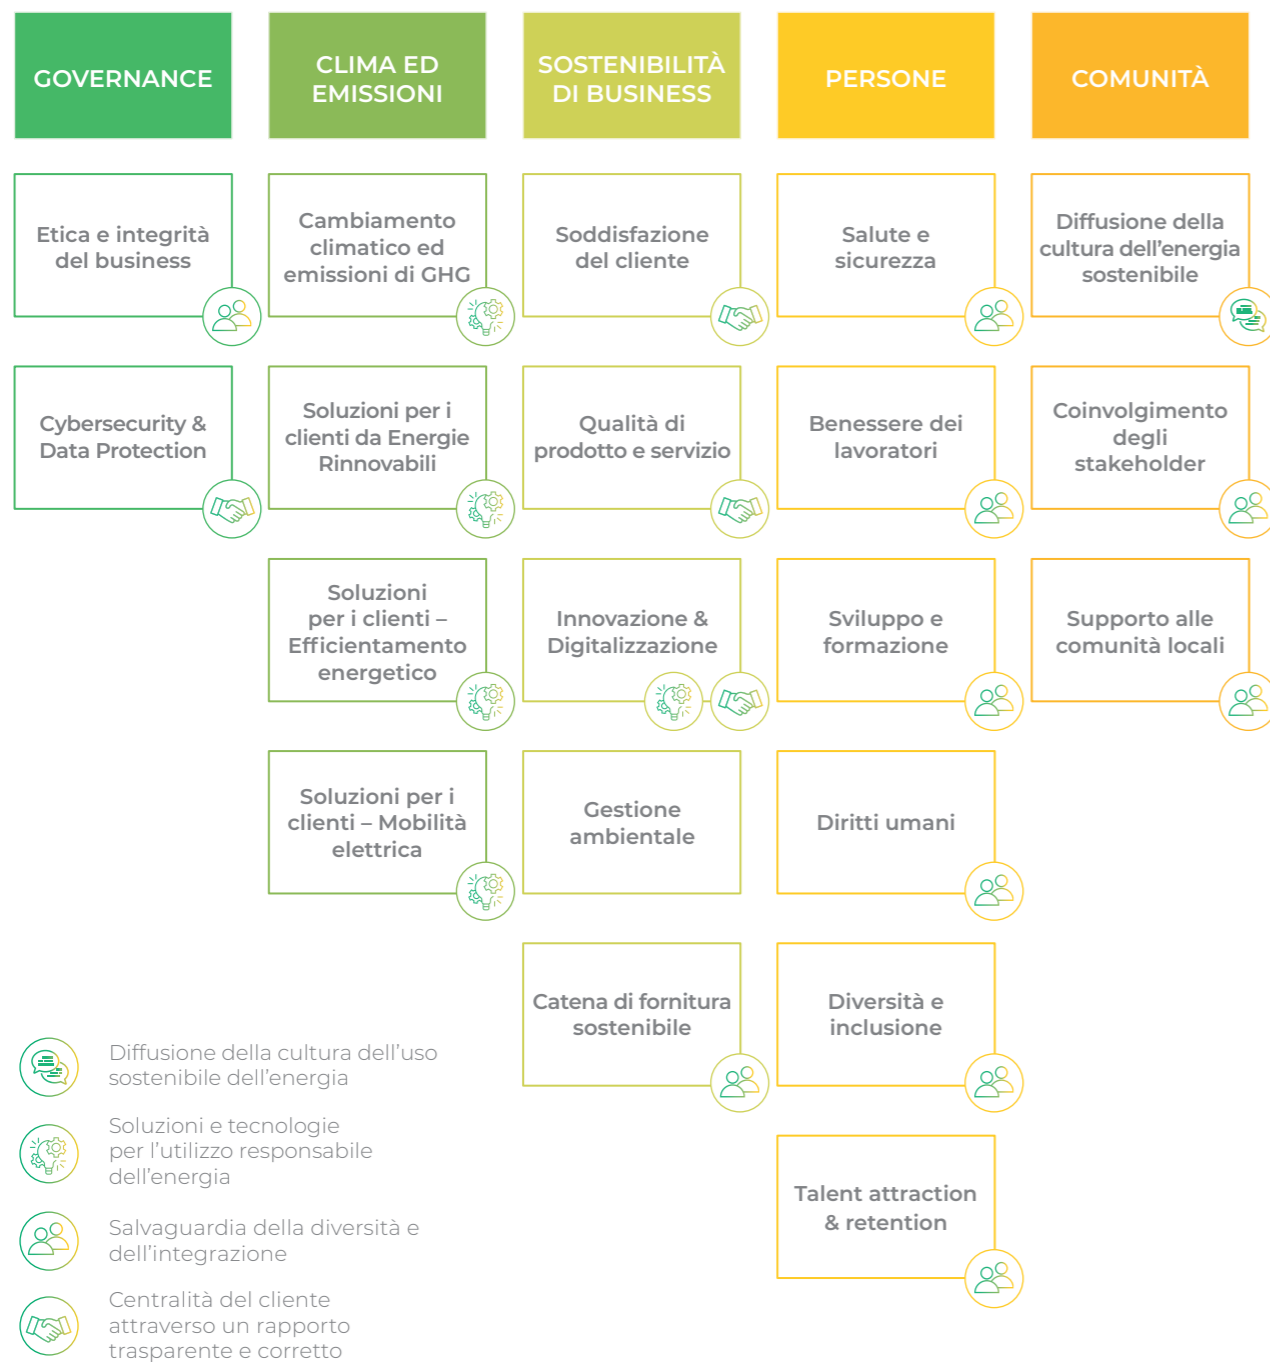 GOVERNANCE
CLIMA ED
EMISSIONI
SOSTENIBILITÀ
DI BUSINESS
PERSONE
COMUNITÀ
Etica e integrità
del business
Cambiamento
climatico ed
emissioni di GHG
Soddisfazione
del cliente
Salute e
sicurezza
Diffusione della
cultura dell'energia
sostenibile
Cybersecurity &
Data Protection
Soluzioni per i
clienti da Energie
Rinnovabili
Qualità di
prodotto e servizio
Benessere dei
lavoratori
Coinvolgimento
degli
stakeholder
Soluzioni
per i clienti –
Efficientamento
energetico
Innovazione &
Digitalizzazione
Sviluppo e
formazione
Supporto alle
comunità locali
Soluzioni per i
clienti – Mobilità
elettrica
Gestione
ambientale
Diritti umani
Catena di fornitura
sostenibile
Diversità e
inclusione
Talent attraction
& retention
Diffusione della cultura dell'uso
sostenibile dell'energia
Soluzioni e tecnologie
per l'utilizzo responsabile
dell'energia
Salvaguardia della diversità e
dell'integrazione
Centralità del cliente
attraverso un rapporto
trasparente e corretto